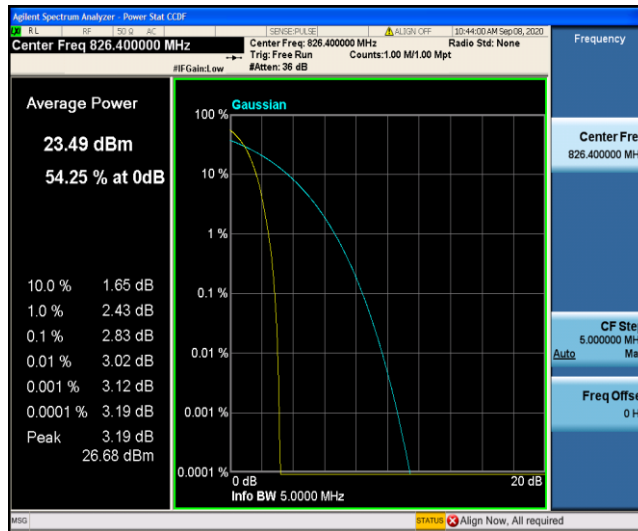 Agilent Spectrum Analyzer - Power Stat CCDF
RL RF 50 Ω AC SENSE:PULSE ALIGN OFF 10:44:00 AM Sep 08, 2020
Center Freq 826.400000 MHz
Center Freq: 826.400000 MHz Radio Std: None
Trig: Free Run Counts:1.00 M/1.00 Mpt
#IFGain:Low #Atten: 36 dB
Frequency
Average Power
23.49 dBm
54.25 % at 0dB
10.0 % 1.65 dB
1.0 % 2.43 dB
0.1 % 2.83 dB
0.01 % 3.02 dB
0.001 % 3.12 dB
0.0001 % 3.19 dB
Peak 3.19 dB
26.68 dBm
Gaussian
100 %
10 %
1 %
0.1 %
0.01 %
0.001 %
0.0001 %
0 dB 20 dB
Info BW 5.0000 MHz
Center Fre
826.400000 MH
CF Step
5.000000 MH
Auto Ma
Freq Offse
0 H
MSG STATUS Align Now, All required